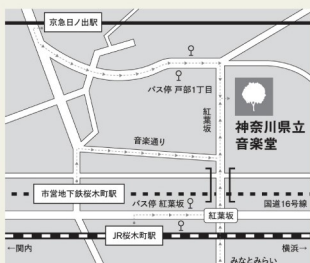 京急日ノ出駅
バス停 戸部1丁目
紅葉坂
神奈川県立
音楽堂
音楽通り
市営地下鉄桜木町駅
バス停 紅葉坂
国道16号線
紅葉坂
JR桜木町駅
←関内
横浜→
みなとみらい